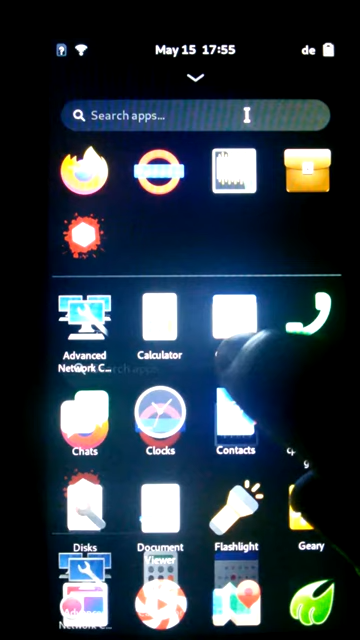 May 15 17:55
de
Search apps...
Advanced
Network C...
Calculator
Chats
Clocks
Contacts
Disks
Document
Viewer
Flashlight
Geary